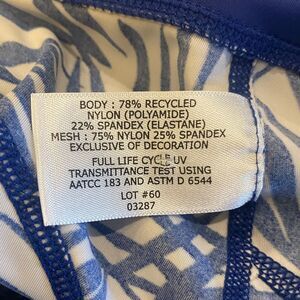 BODY : 78% RECYCLED
NYLON (POLYAMIDE)
22% SPANDEX (ELASTANE)
MESH : 75% NYLON 25% SPANDEX
EXCLUSIVE OF DECORATION
FULL LIFE CYCLE UV
TRANSMITTANCE TEST USING
AATCC 183 AND ASTM D 6544
LOT #60
03287